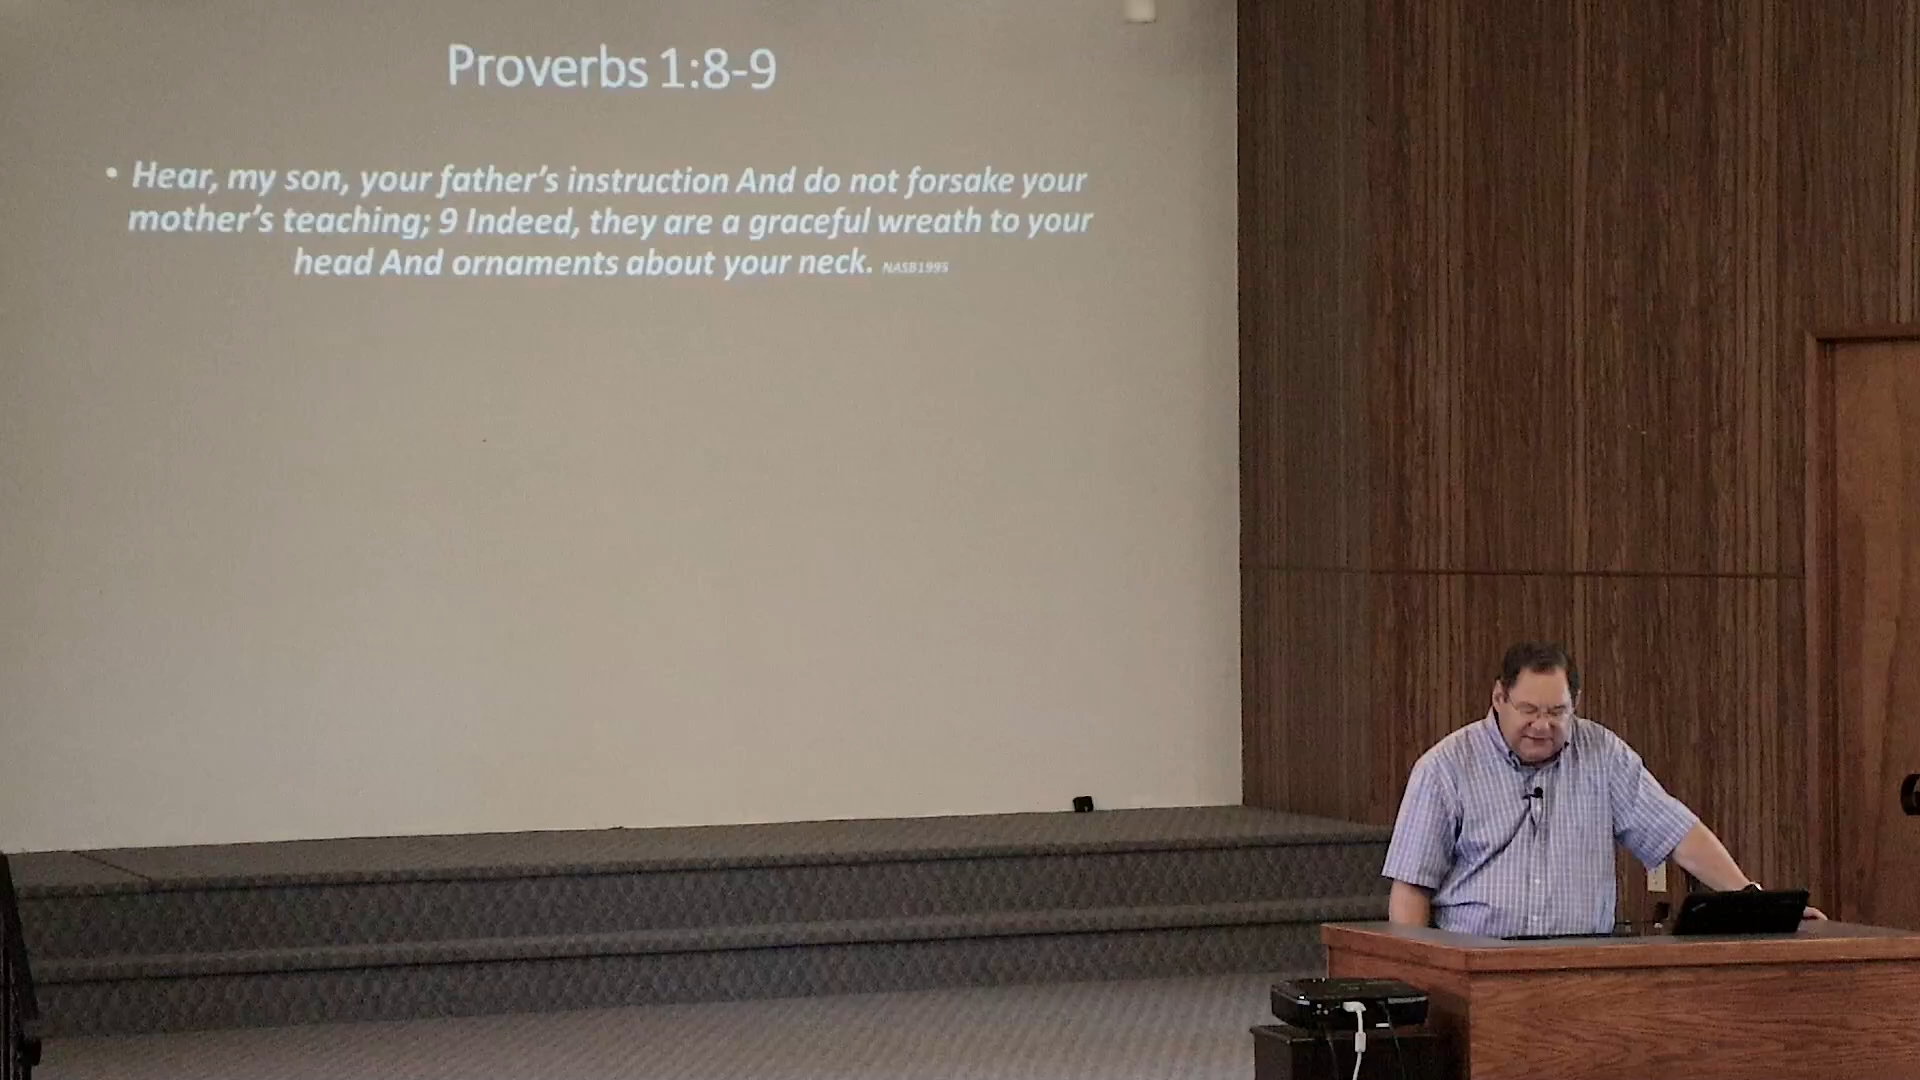 Proverbs 1:8-9
• Hear, my son, your father's instruction And do not forsake your
mother's teaching; 9 Indeed, they are a graceful wreath to your
head And ornaments about your neck. NASB1995